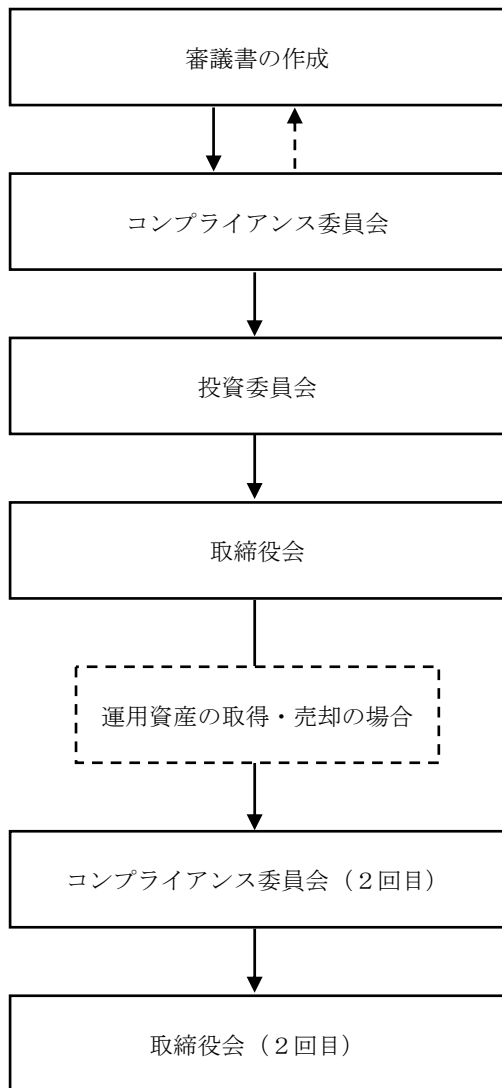 審議書の作成
コンプライアンス委員会
投資委員会
取締役会
運用資産の取得・売却の場合
コンプライアンス委員会（２回目）
取締役会（２回目）